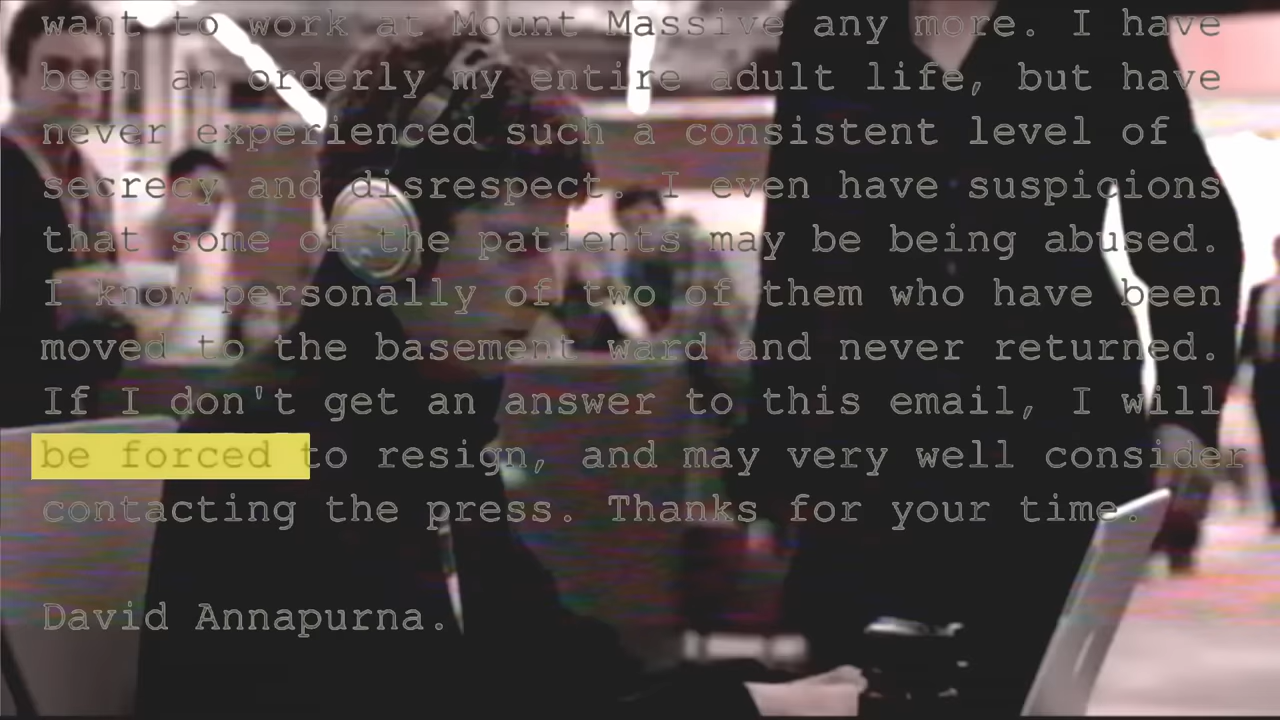 want to work at Mount Massive any more. I have
been an orderly my entire adult life, but have
never experienced such a consistent level of
secrecy and disrespect. I even have suspicions
that some of the patients may be being abused.
I know personally of two of them who have been
moved to the basement ward and never returned.
If I don't get an answer to this email, I will
be forced to resign, and may very well consider
contacting the press. Thanks for your time.
David Annapurna.